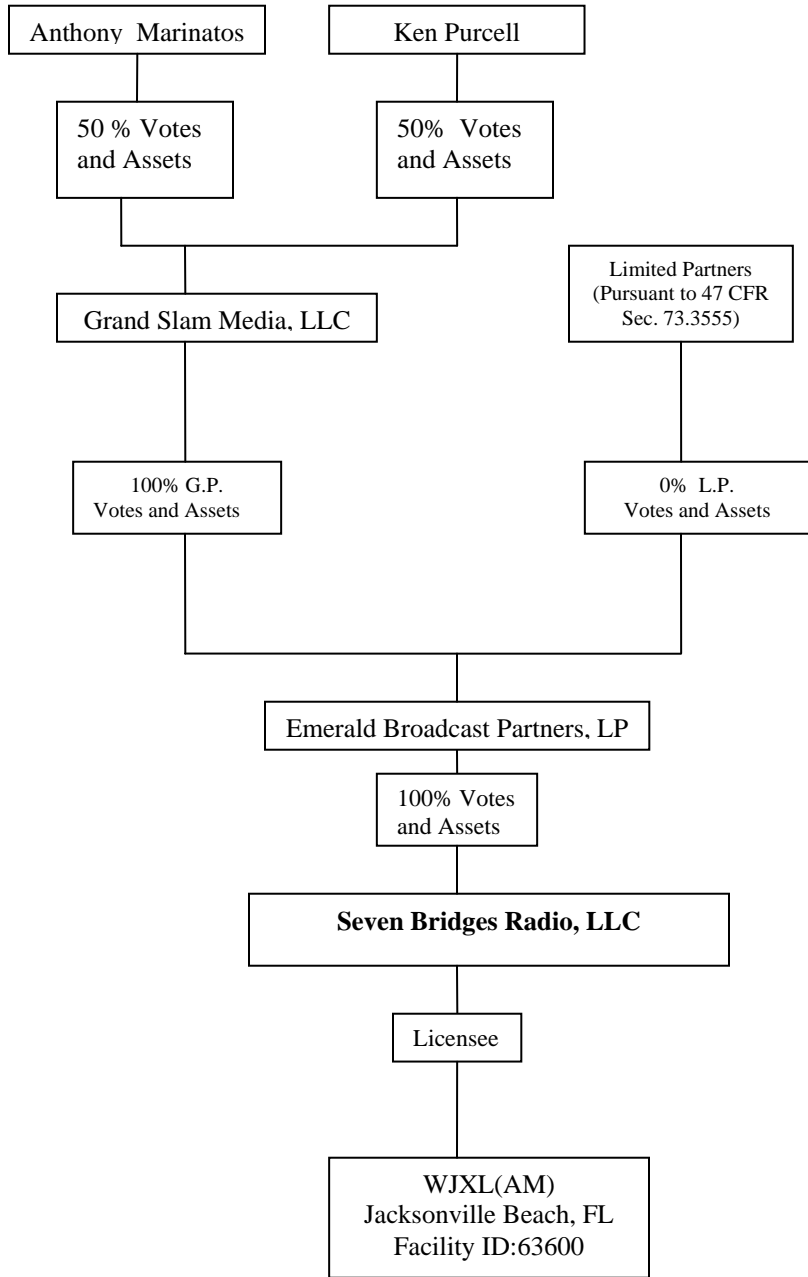 Anthony Marinatos
Ken Purcell
50 % Votes
and Assets
50% Votes
and Assets
Limited Partners
(Pursuant to 47 CFR
Sec. 73.3555)
Grand Slam Media, LLC
100% G.P.
Votes and Assets
0% L.P.
Votes and Assets
Emerald Broadcast Partners, LP
100% Votes
and Assets
Seven Bridges Radio, LLC
Licensee
WJXL(AM)
Jacksonville Beach, FL
Facility ID:63600